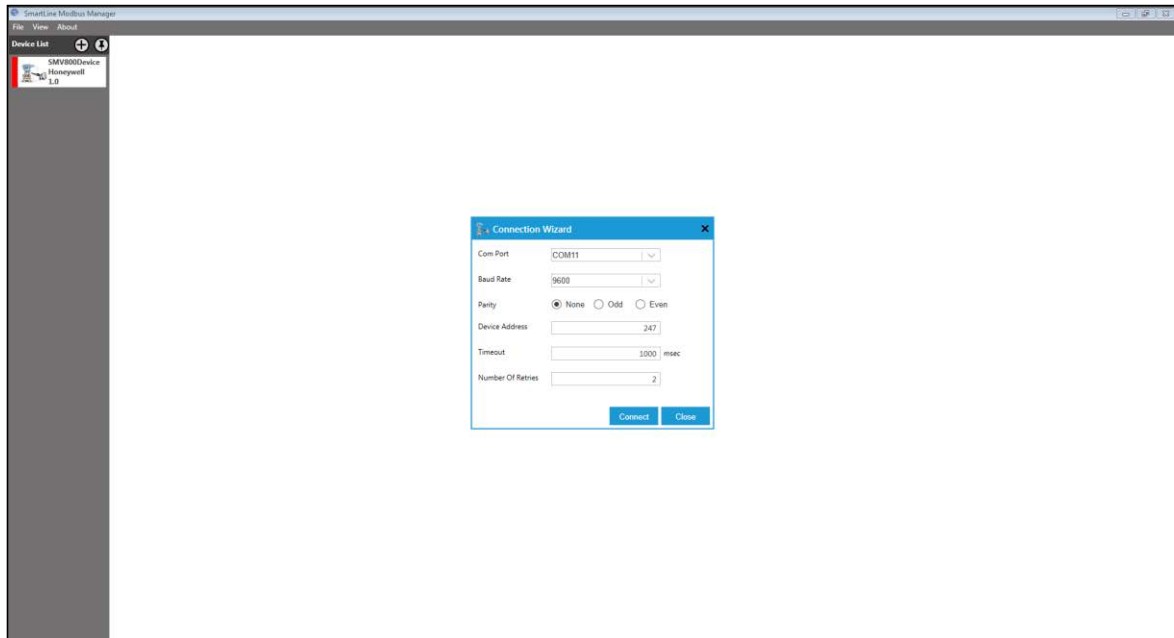 SmartLine Modbus Manager
File View About
Device List
SMV800Device
Honeywell
1.0
Connection Wizard
Com Port COM11
Baud Rate 9600
Parity None Odd Even
Device Address 247
Timeout 1000 msec
Number Of Retries 2
Connect Close